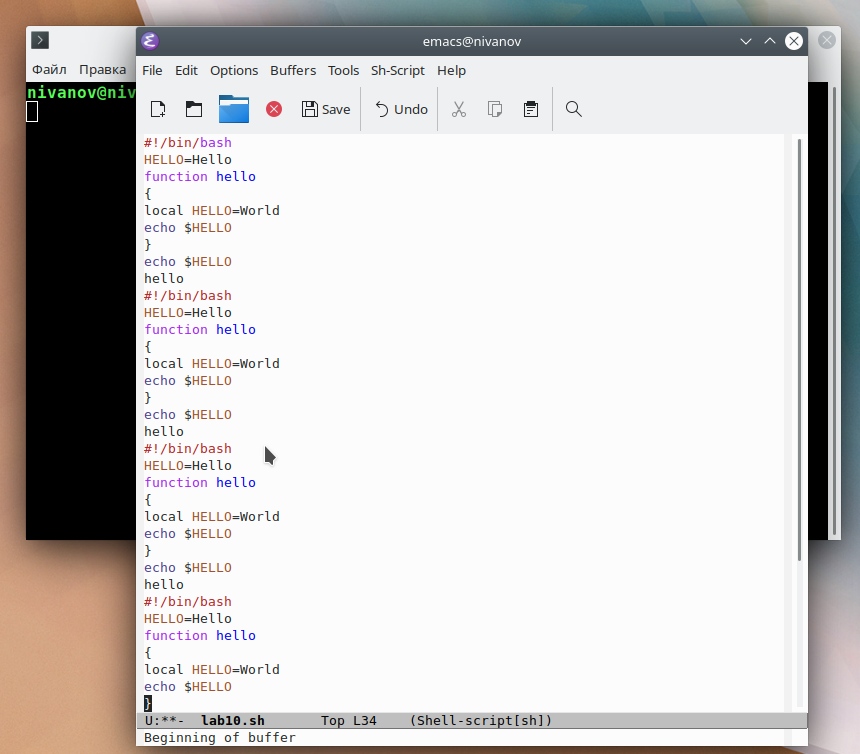 emacs@nivanov
Файл Правка
nivanov@niv
File Edit Options Buffers Tools Sh-Script Help
Save Undo
#!/bin/bash
HELLO=Hello
function hello
{
local HELLO=World
echo $HELLO
}
echo $HELLO
hello
#!/bin/bash
HELLO=Hello
function hello
{
local HELLO=World
echo $HELLO
}
echo $HELLO
hello
#!/bin/bash
HELLO=Hello
function hello
{
local HELLO=World
echo $HELLO
}
echo $HELLO
hello
#!/bin/bash
HELLO=Hello
function hello
{
local HELLO=World
echo $HELLO
}
U:**- lab10.sh Top L34 (Shell-script[sh])
Beginning of buffer